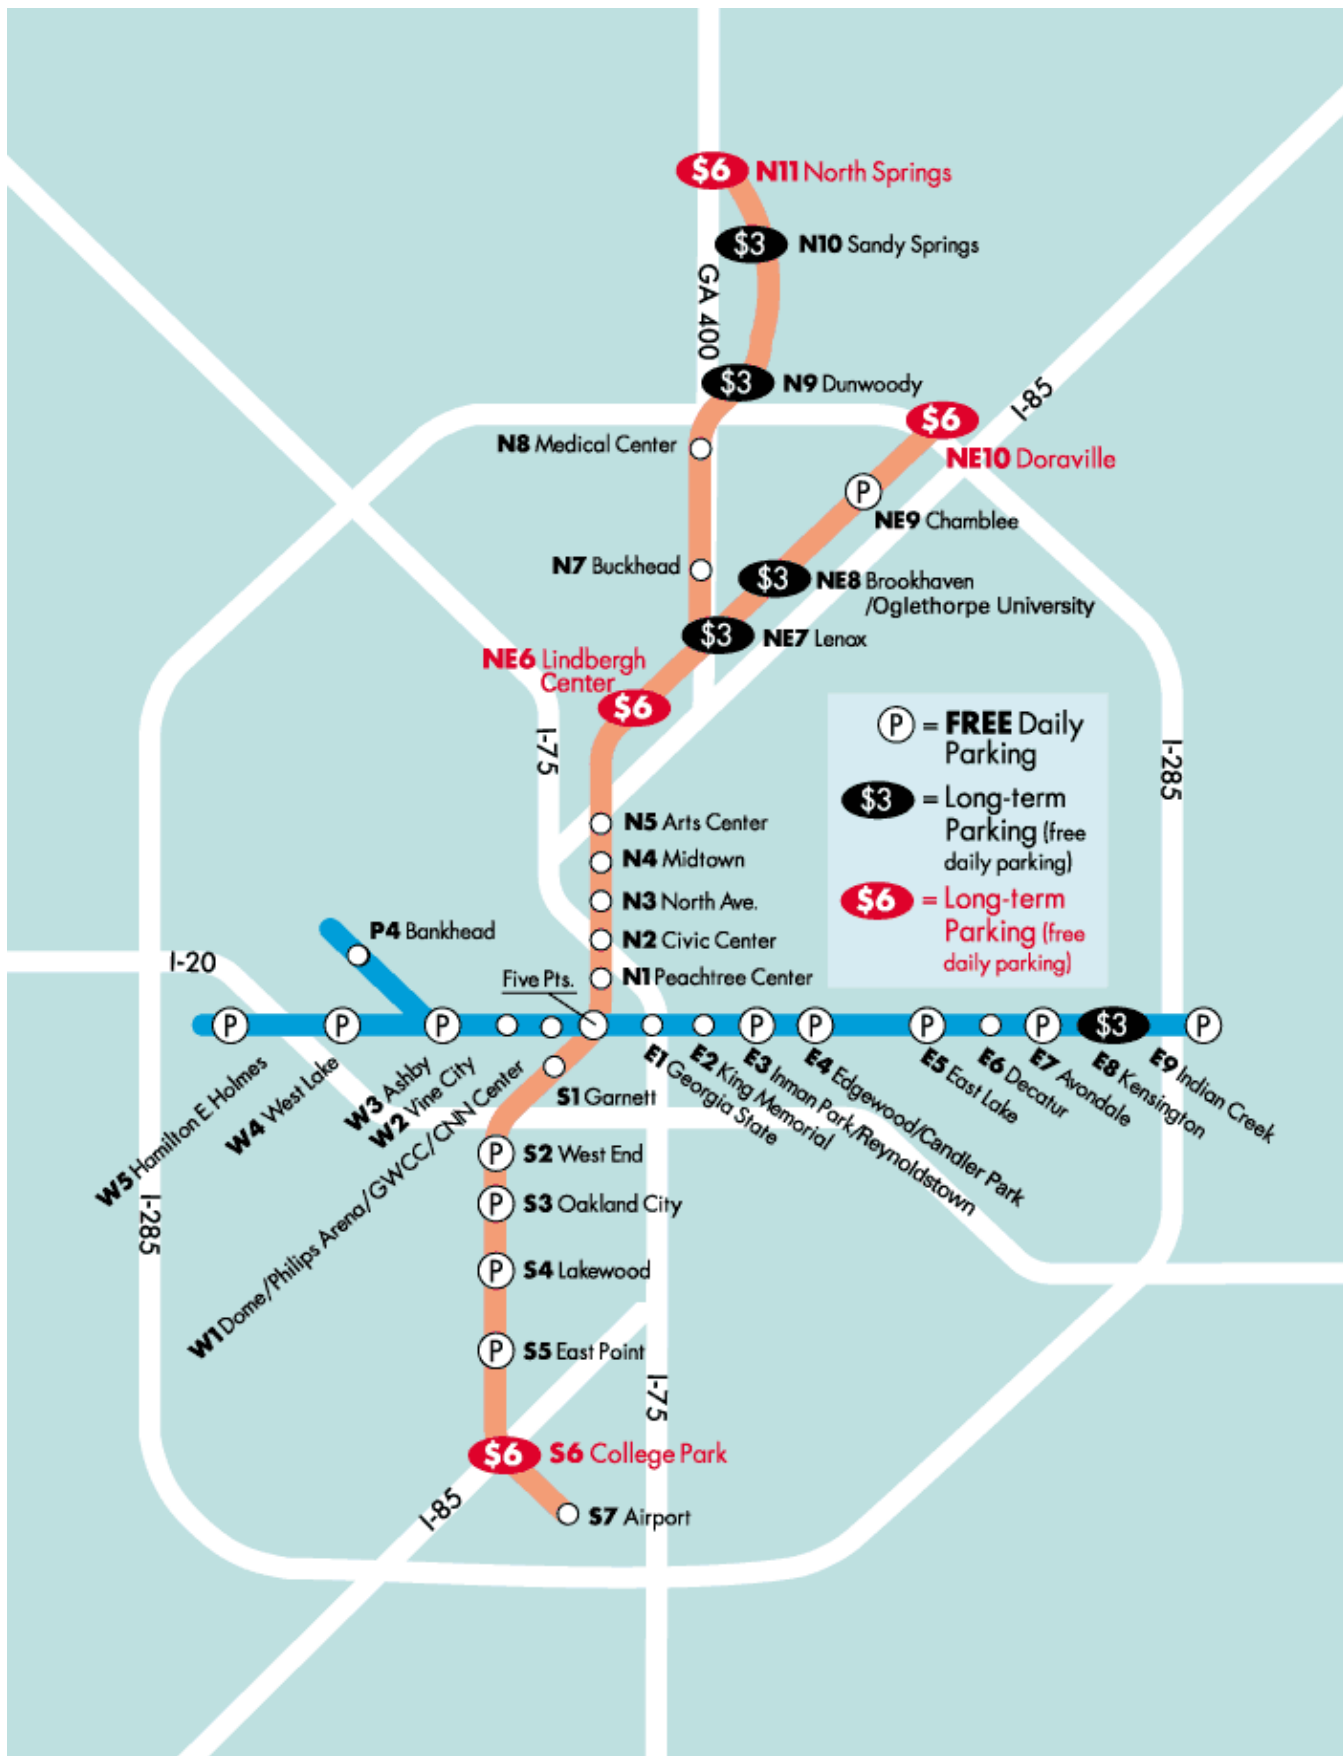 $6 N11 North Springs
$3 N10 Sandy Springs
GA 400
$3 N9 Dunwoody
I-85
$6
NE10 Doraville
N8 Medical Center
P
NE9 Chamblee
N7 Buckhead
$3 NE8 Brookhaven
/Oglethorpe University
$3 NE7 Lenox
NE6 Lindbergh
Center
$6
I-75
I-285
P = FREE Daily
Parking
$3 = Long-term
Parking (free
daily parking)
$6 = Long-term
Parking (free
daily parking)
N5 Arts Center
N4 Midtown
N3 North Ave.
N2 Civic Center
N1 Peachtree Center
P4 Bankhead
I-20
Five Pts.
P P P P P P P $3 P
W5 Hamilton E Holmes
W4 West Lake
W3 Ashby
W2 Vine City
W1 Dome/Philips Arena/GWCC/CNN Center
E1 Georgia
State
E2 King Memorial
E3 Inman Park/Reynoldstown
E4 Edgewood/Candler Park
E5 East Lake
E6 Decatur
E7 Avondale
E8 Kensington
E9 Indian Creek
S1 Garnett
P S2 West End
P S3 Oakland City
I-285
P S4 Lakewood
P S5 East Point
I-75
$6 S6 College Park
I-85
S7 Airport